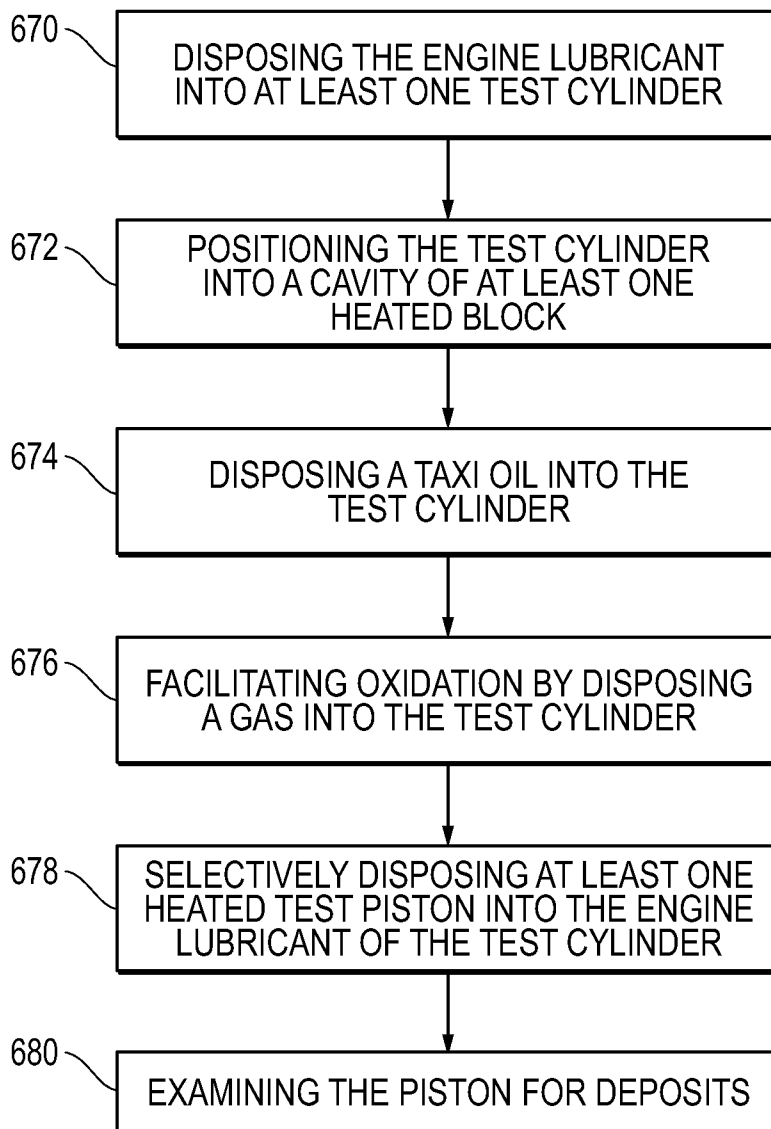 670
DISPOSING THE ENGINE LUBRICANT
INTO AT LEAST ONE TEST CYLINDER
672
POSITIONING THE TEST CYLINDER
INTO A CAVITY OF AT LEAST ONE
HEATED BLOCK
674
DISPOSING A TAXI OIL INTO THE
TEST CYLINDER
676
FACILITATING OXIDATION BY DISPOSING
A GAS INTO THE TEST CYLINDER
678
SELECTIVELY DISPOSING AT LEAST ONE
HEATED TEST PISTON INTO THE ENGINE
LUBRICANT OF THE TEST CYLINDER
680
EXAMINING THE PISTON FOR DEPOSITS